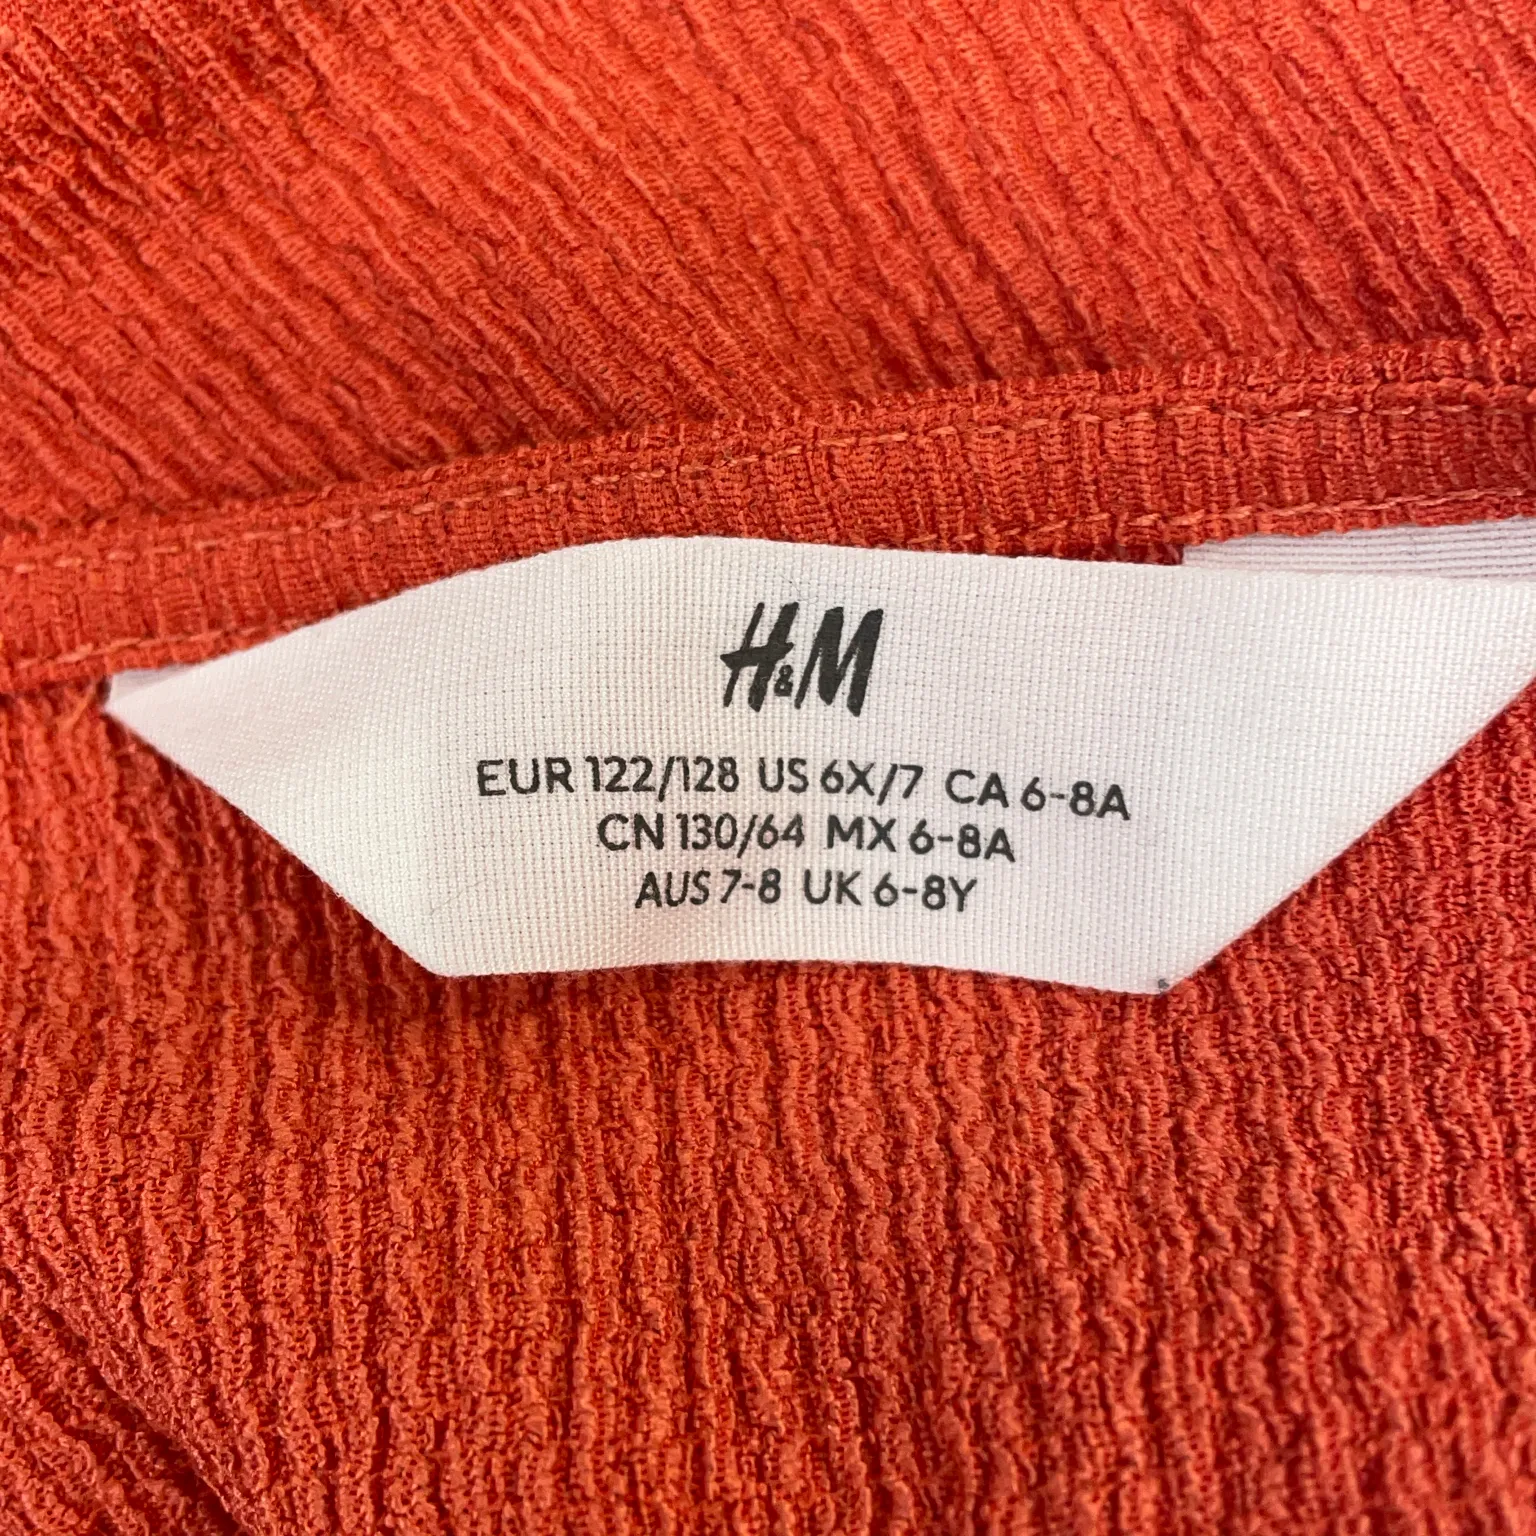 H&M
EUR 122/128 US 6X/7 CA 6-8A
CN 130/64 MX 6-8A
AUS 7-8 UK 6-8Y